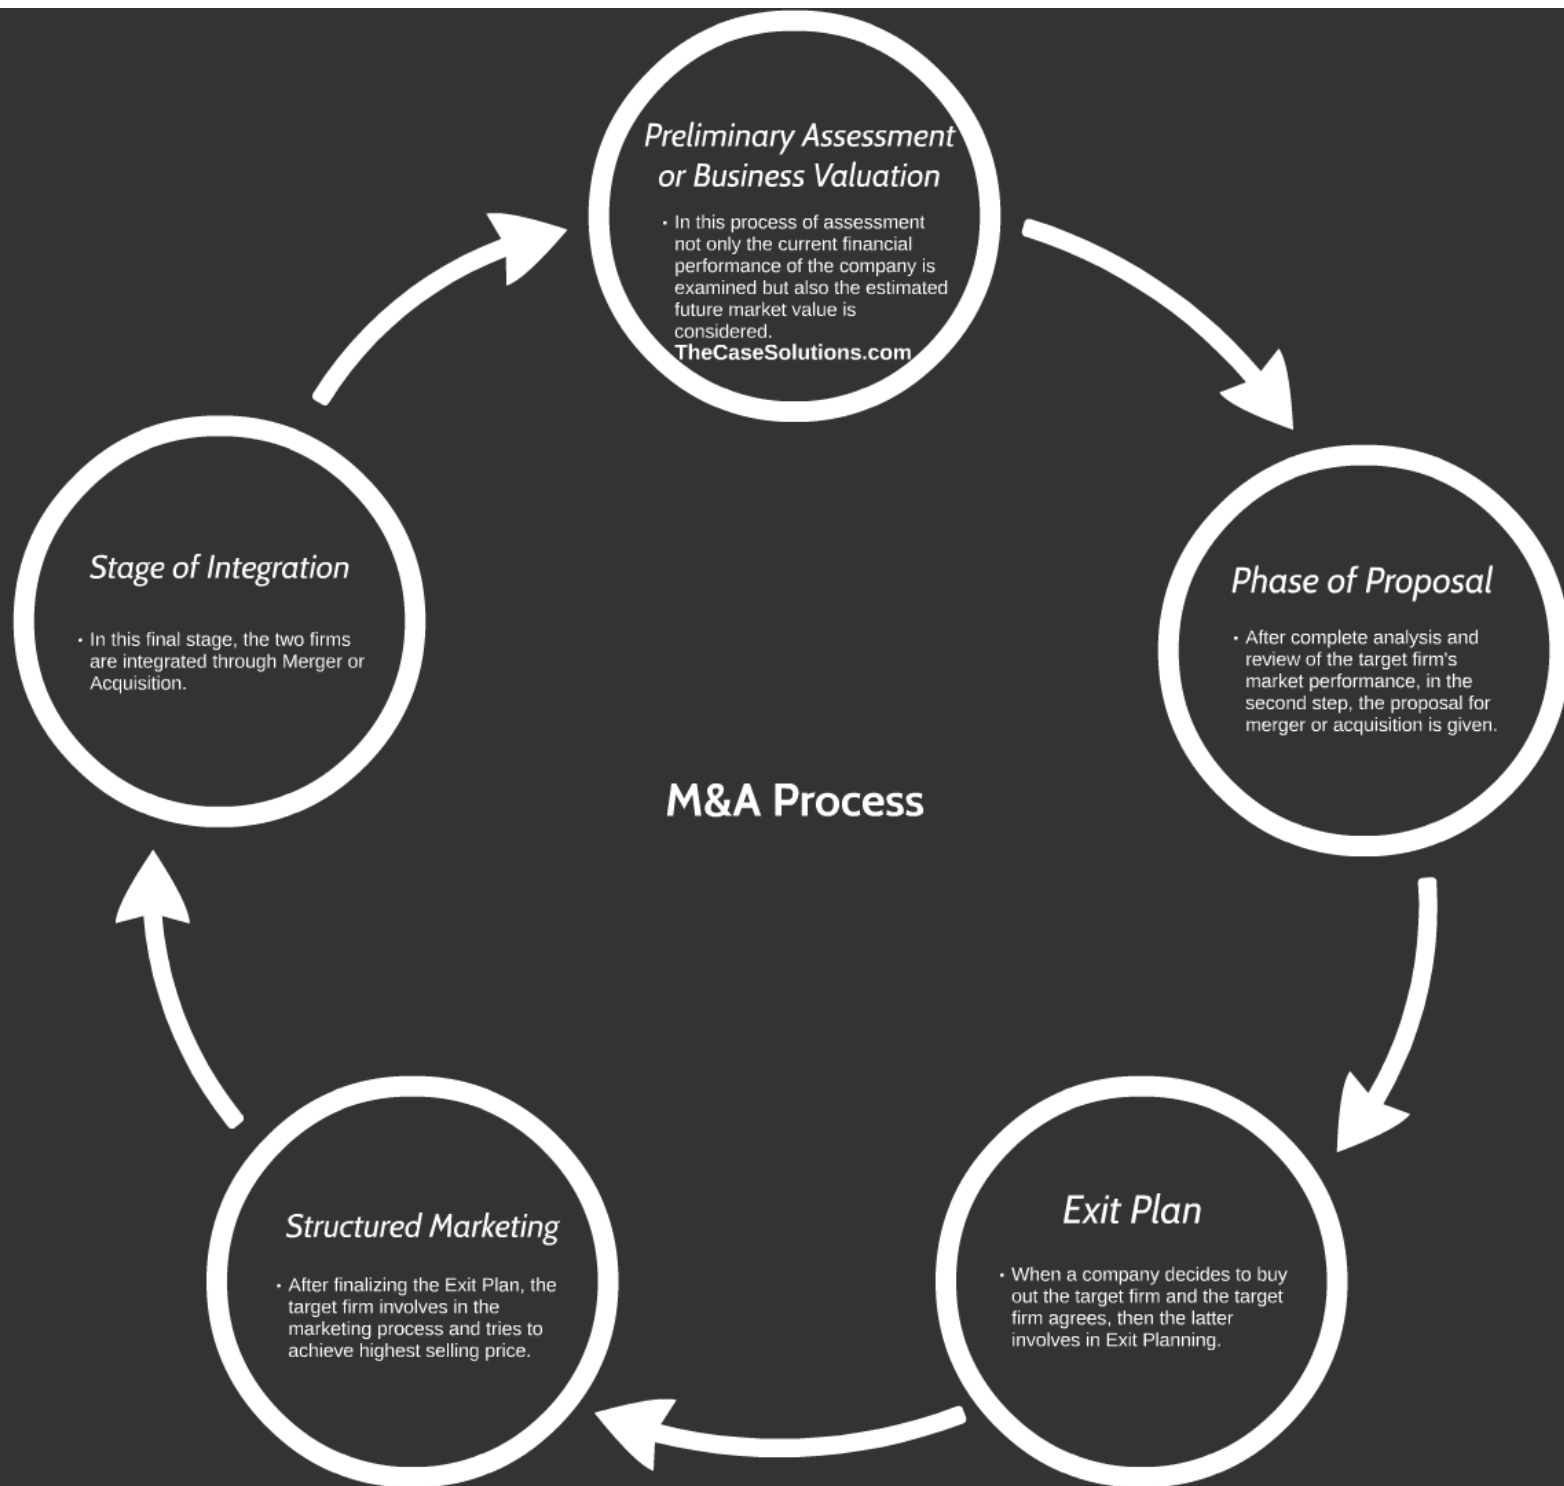 Preliminary Assessment
or Business Valuation
· In this process of assessment
not only the current financial
performance of the company is
examined but also the estimated
future market value is
considered.
TheCaseSolutions.com
Phase of Proposal
· After complete analysis and
review of the target firm's
market performance, in the
second step, the proposal for
merger or acquisition is given.
Exit Plan
· When a company decides to buy
out the target firm and the target
firm agrees, then the latter
involves in Exit Planning.
Structured Marketing
· After finalizing the Exit Plan, the
target firm involves in the
marketing process and tries to
achieve highest selling price.
Stage of Integration
· In this final stage, the two firms
are integrated through Merger or
Acquisition.
M&A Process